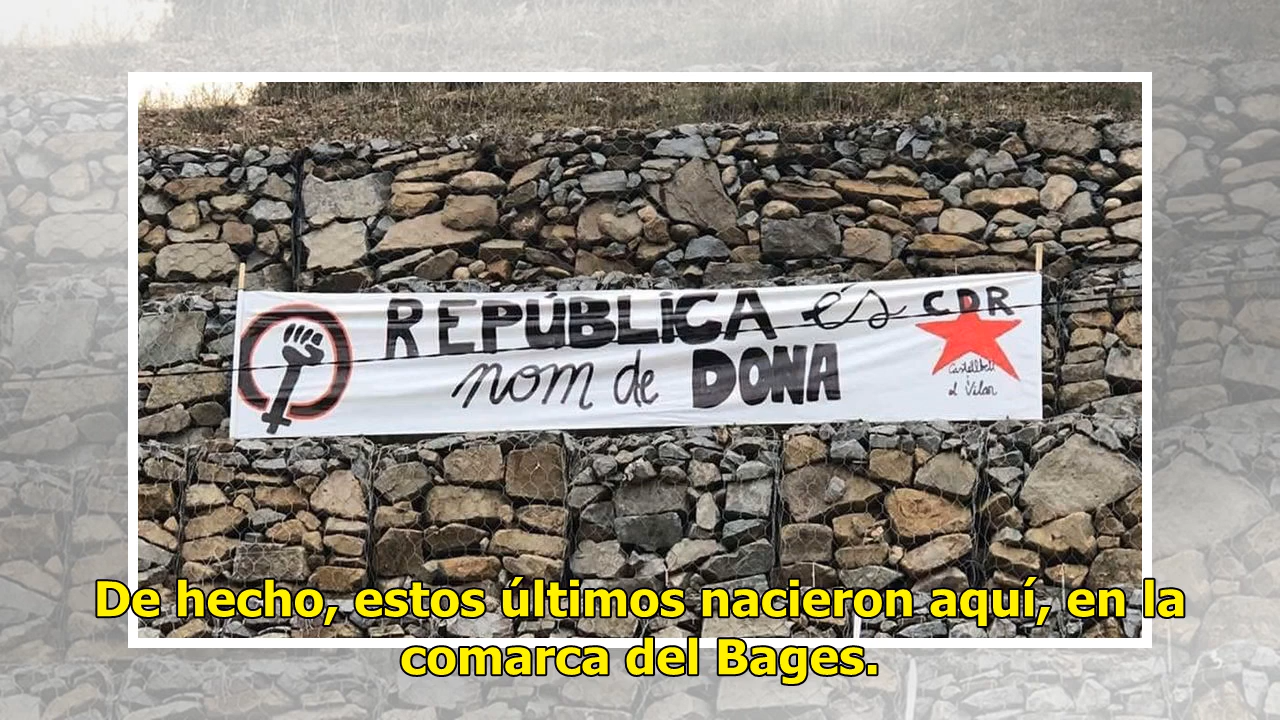 REPÚBLICA és
nom de DONA
CDR
Castellbell
i
el Vilar
De hecho, estos últimos nacieron aquí, en la
comarca del Bages.